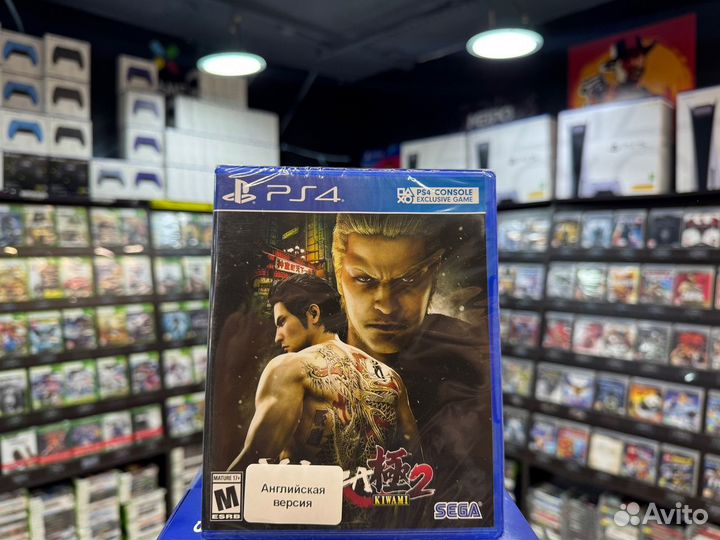 PS4
PS4 CONSOLE
EXCLUSIVE GAME
極2
KIWAMI
MATURE 17+
M
ESRB
Английская
версия
SEGA
Avito